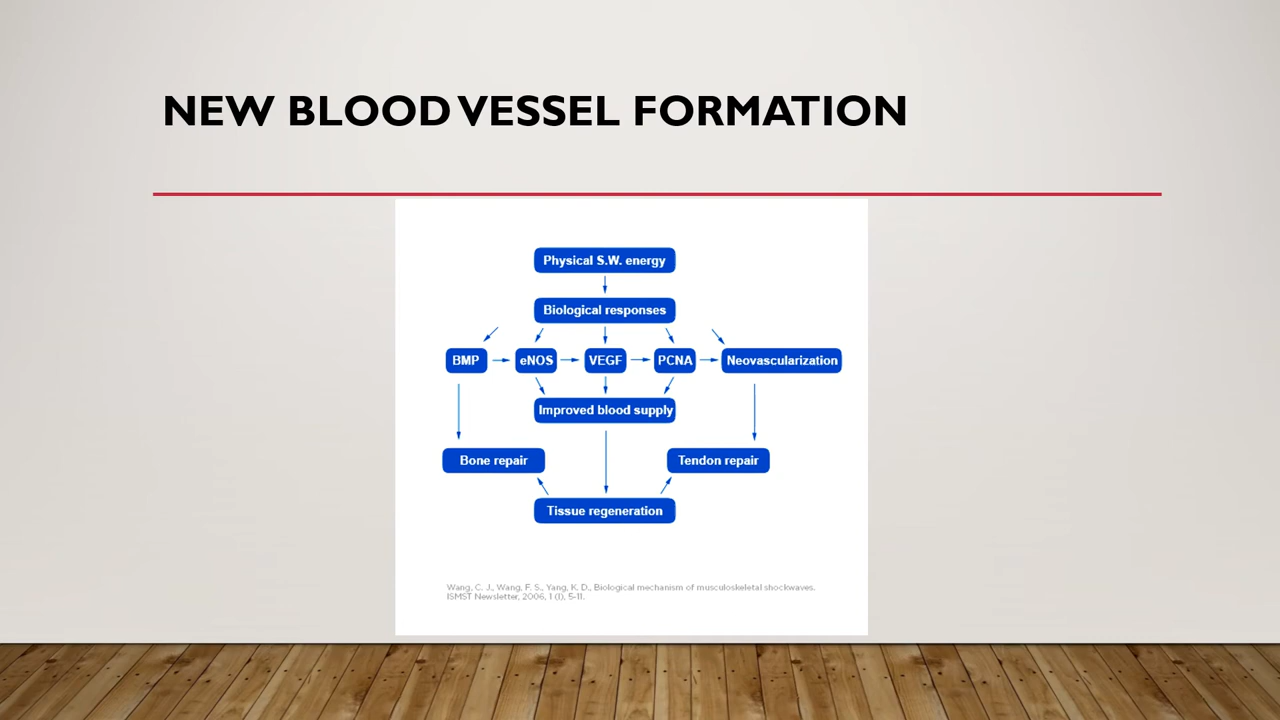 NEW BLOOD VESSEL FORMATION
Physical S.W. energy
Biological responses
BMP
eNOS
VEGF
PCNA
Neovascularization
Improved blood supply
Bone repair
Tendon repair
Tissue regeneration
Wang, C. J., Wang, F. S., Yang, K. D., Biological mechanism of musculoskeletal shockwaves.
ISMST Newsletter, 2006, 1 (I), 5-11.